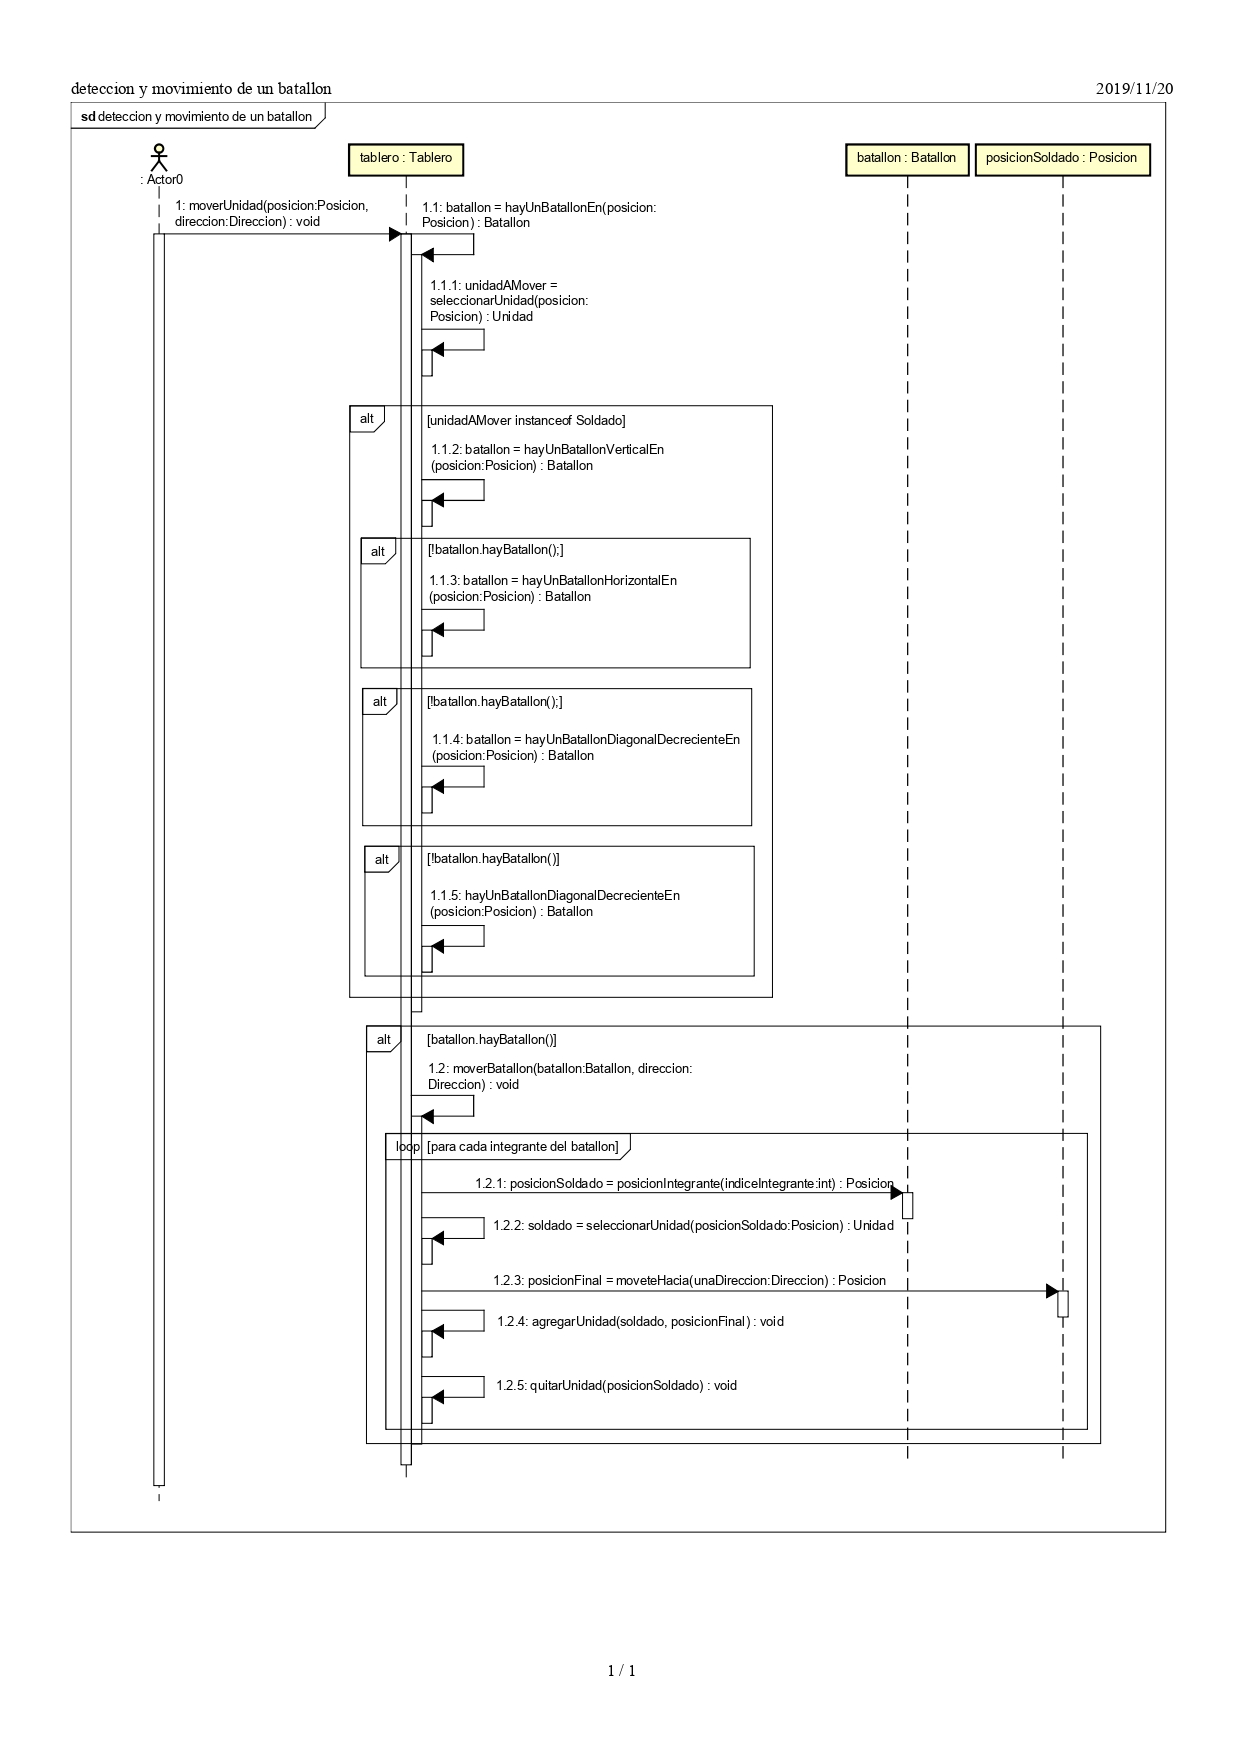 deteccion y movimiento de un batallon
2019/11/20
sd deteccion y movimiento de un batallon
: Actor0
tablero : Tablero
batallon : Batallon
posicionSoldado : Posicion
1: moverUnidad(posicion:Posicion,
direccion:Direccion) : void
1.1: batallon = hayUnBatallonEn(posicion:
Posicion) : Batallon
1.1.1: unidadAMover =
seleccionarUnidad(posicion:
Posicion) : Unidad
alt
[unidadAMover instanceof Soldado]
1.1.2: batallon = hayUnBatallonVerticalEn
(posicion:Posicion) : Batallon
alt
[!batallon.hayBatallon();]
1.1.3: batallon = hayUnBatallonHorizontalEn
(posicion:Posicion) : Batallon
alt
[!batallon.hayBatallon();]
1.1.4: batallon = hayUnBatallonDiagonalDecrecienteEn
(posicion:Posicion) : Batallon
alt
[!batallon.hayBatallon()]
1.1.5: hayUnBatallonDiagonalDecrecienteEn
(posicion:Posicion) : Batallon
alt
[batallon.hayBatallon()]
1.2: moverBatallon(batallon:Batallon, direccion:
Direccion) : void
loop [para cada integrante del batallon]
1.2.1: posicionSoldado = posicionIntegrante(indiceIntegrante:int) : Posicion
1.2.2: soldado = seleccionarUnidad(posicionSoldado:Posicion) : Unidad
1.2.3: posicionFinal = moveteHacia(unaDireccion:Direccion) : Posicion
1.2.4: agregarUnidad(soldado, posicionFinal) : void
1.2.5: quitarUnidad(posicionSoldado) : void
1 / 1